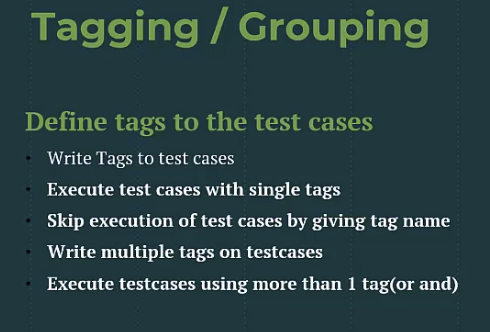 Tagging / Grouping
Define tags to the test cases
• Write Tags to test cases
• Execute test cases with single tags
• Skip execution of test cases by giving tag name
• Write multiple tags on testcases
• Execute testcases using more than 1 tag(or and)